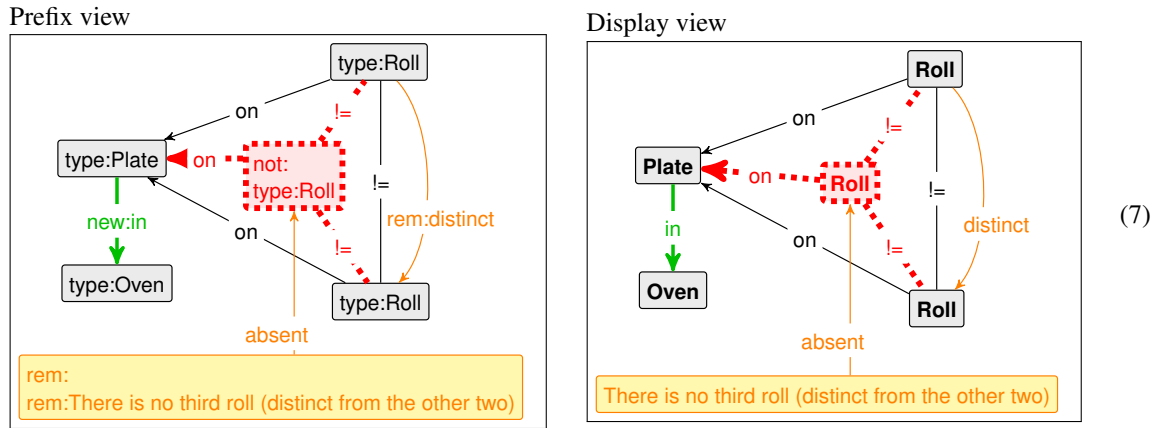 Prefix view
type:Roll
on
!=
type:Plate
on
not:
type:Roll
!=
new:in
rem:distinct
on
!=
type:Oven
type:Roll
absent
rem:
rem:There is no third roll (distinct from the other two)
Display view
Roll
on
!=
Plate
on
Roll
!=
in
distinct
on
!=
Oven
Roll
absent
There is no third roll (distinct from the other two)
(7)